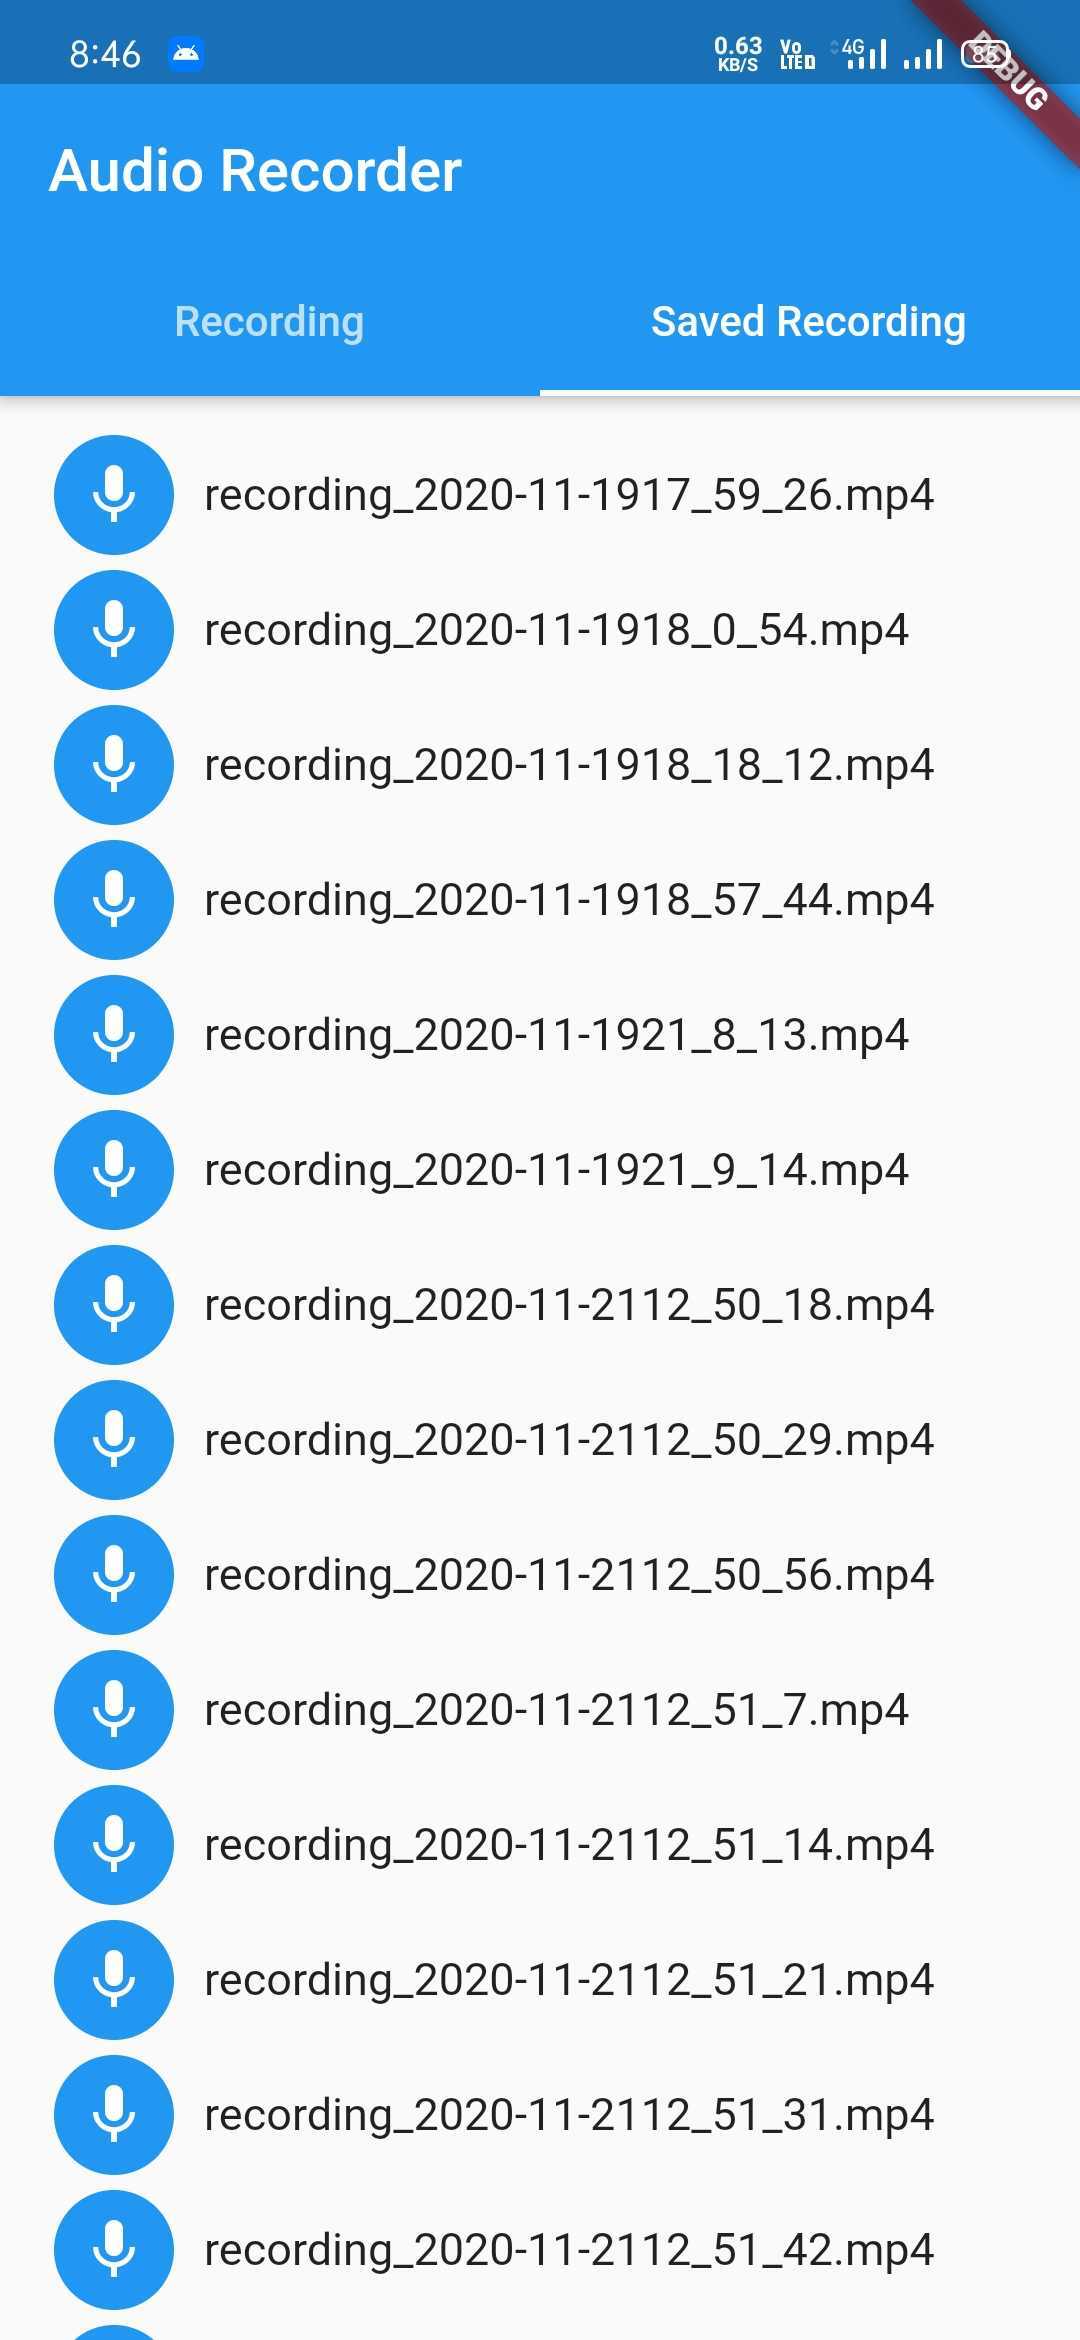 8:46
0.63
KB/S
Vo
LTE
4G
85
DEBUG
Audio Recorder
Recording
Saved Recording
recording_2020-11-1917_59_26.mp4
recording_2020-11-1918_0_54.mp4
recording_2020-11-1918_18_12.mp4
recording_2020-11-1918_57_44.mp4
recording_2020-11-1921_8_13.mp4
recording_2020-11-1921_9_14.mp4
recording_2020-11-2112_50_18.mp4
recording_2020-11-2112_50_29.mp4
recording_2020-11-2112_50_56.mp4
recording_2020-11-2112_51_7.mp4
recording_2020-11-2112_51_14.mp4
recording_2020-11-2112_51_21.mp4
recording_2020-11-2112_51_31.mp4
recording_2020-11-2112_51_42.mp4